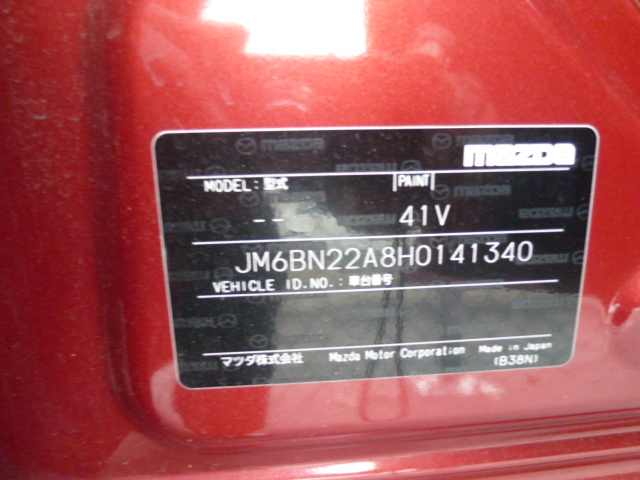 mazda
MODEL: 型式 PAINT
-- 41V
JM6BN22A8H0141340
VEHICLE I.D.NO.: 車台番号
マツダ株式会社 Mazda Motor Corporation Made in Japan
(B38N)